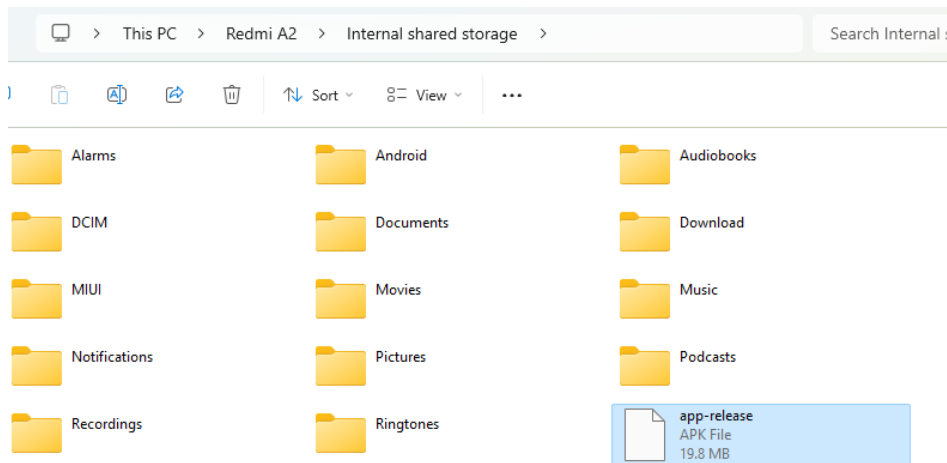 This PC > Redmi A2 > Internal shared storage >
Search Internal
Sort
View
Alarms
Android
Audiobooks
DCIM
Documents
Download
MIUI
Movies
Music
Notifications
Pictures
Podcasts
Recordings
Ringtones
app-release
APK File
19.8 MB